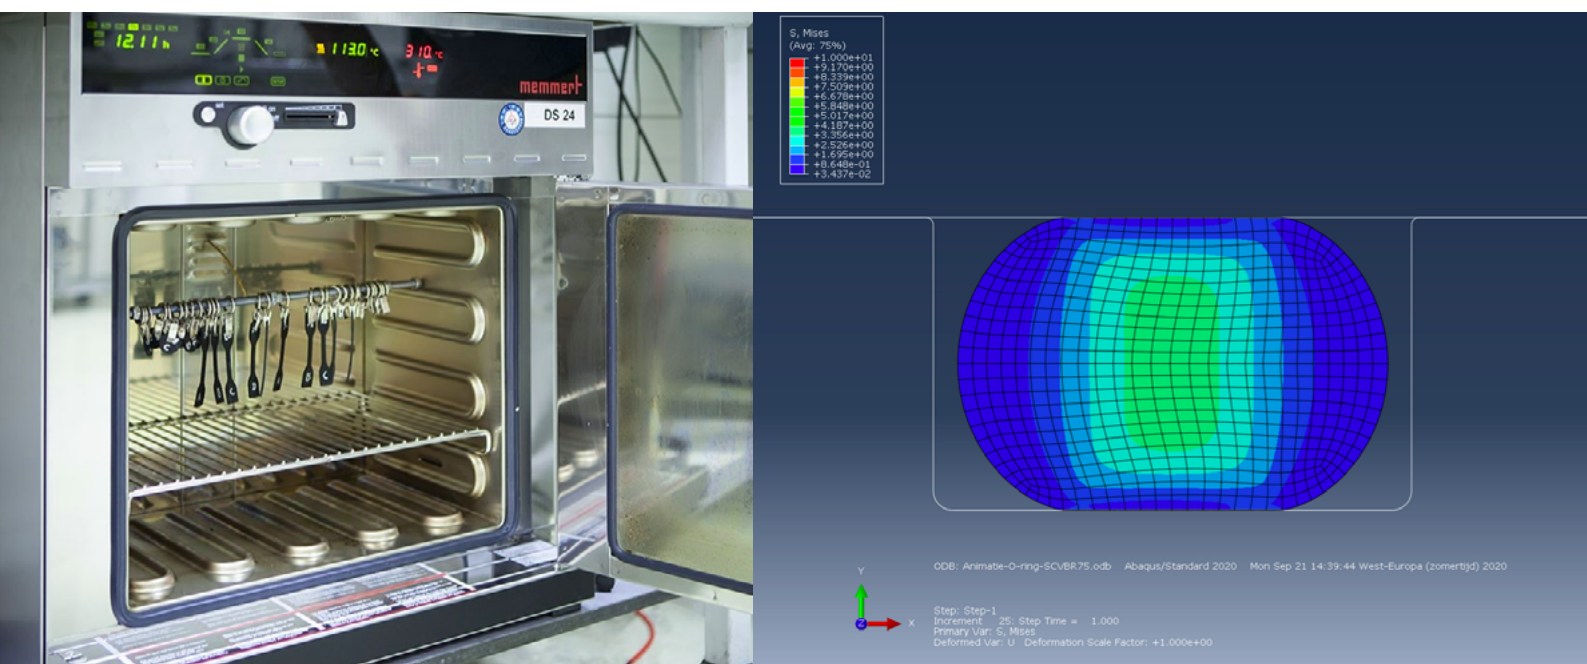 12.11 h
113.0 °C
310. °C
memmert
DS 24
S, Mises
(Avg: 75%)
+1.000e+01
+9.170e+00
+8.339e+00
+7.509e+00
+6.678e+00
+5.848e+00
+5.017e+00
+4.187e+00
+3.356e+00
+2.526e+00
+1.695e+00
+8.648e-01
+3.437e-02
Y
Z
X
ODB: Animatie-O-ring-SCVBR75.odb Abaqus/Standard 2020 Mon Sep 21 14:39:44 West-Europa (zomertijd) 2020
Step: Step-1
Increment 25: Step Time = 1.000
Primary Var: S, Mises
Deformed Var: U Deformation Scale Factor: +1.000e+00